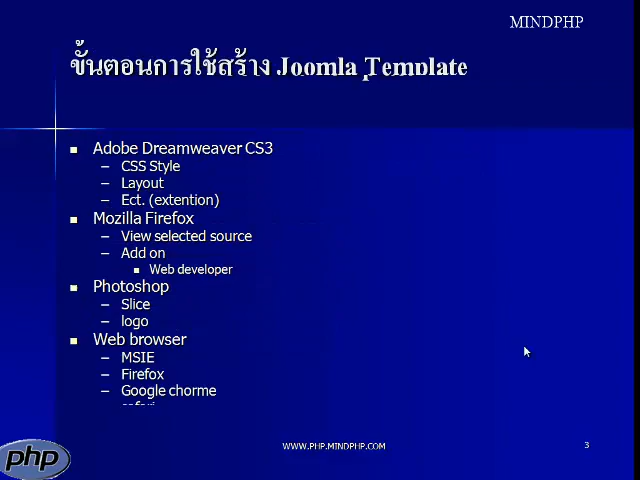 MINDPHP
ขั้นตอนการใช้สร้าง Joomla Template
Adobe Dreamweaver CS3
– CSS Style
– Layout
– Ect. (extention)
Mozilla Firefox
– View selected source
– Add on
Web developer
Photoshop
– Slice
– logo
Web browser
– MSIE
– Firefox
– Google chorme
php
WWW.PHP.MINDPHP.COM
3